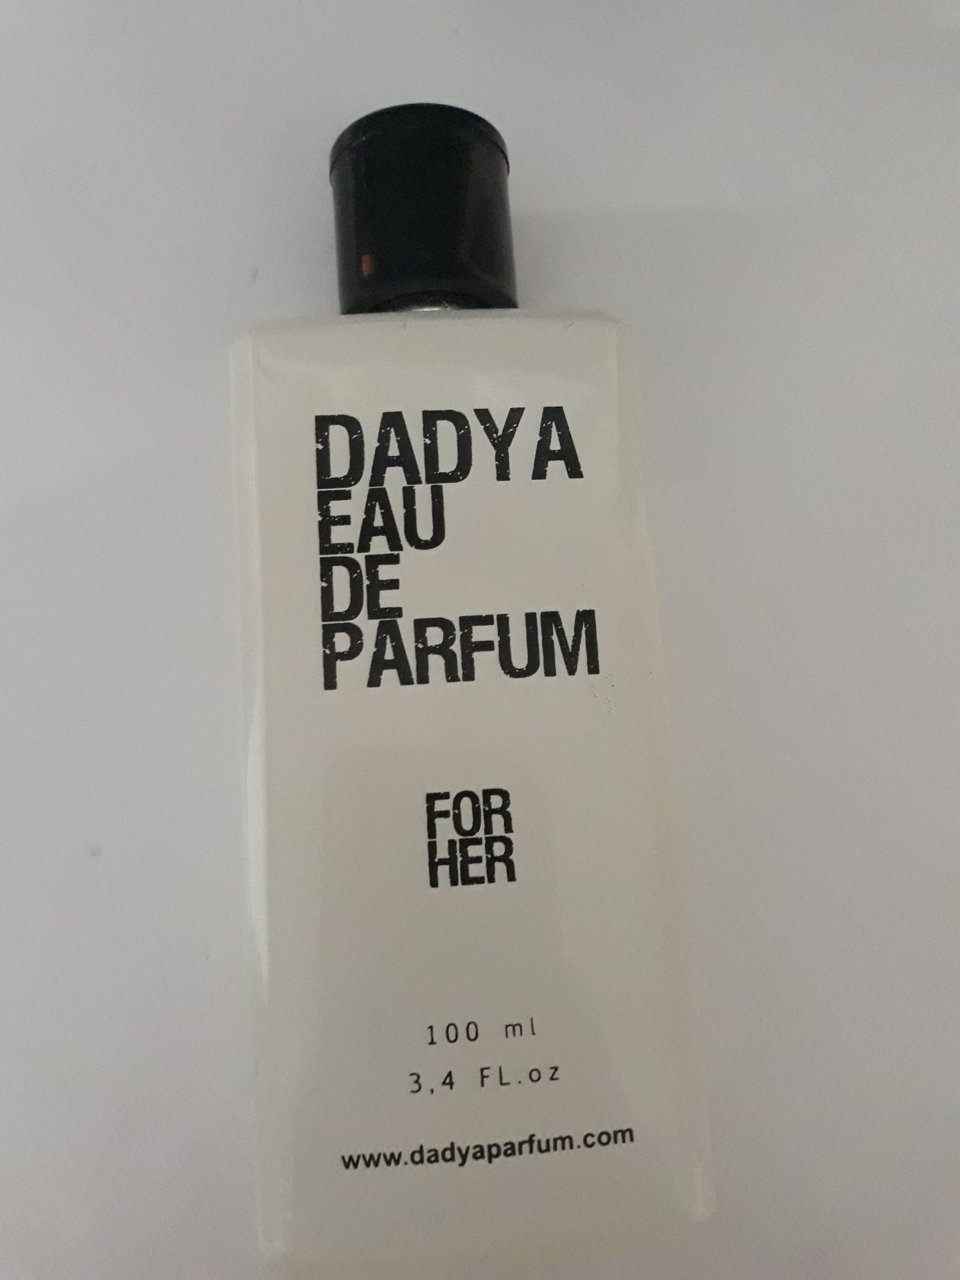 DADYA
EAU
DE
PARFUM
FOR
HER
100 ml
3,4 FL.oz
www.dadyaparfum.com